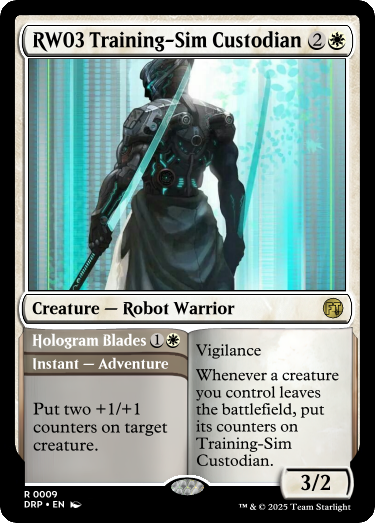 RW03 Training-Sim Custodian 2
Creature — Robot Warrior
FT
Hologram Blades 1
Instant — Adventure
Put two +1/+1
counters on target
creature.
Vigilance
Whenever a creature
you control leaves
the battlefield, put
its counters on
Training-Sim
Custodian.
3/2
R 0009
DRP • EN
™ & © 2025 Team Starlight